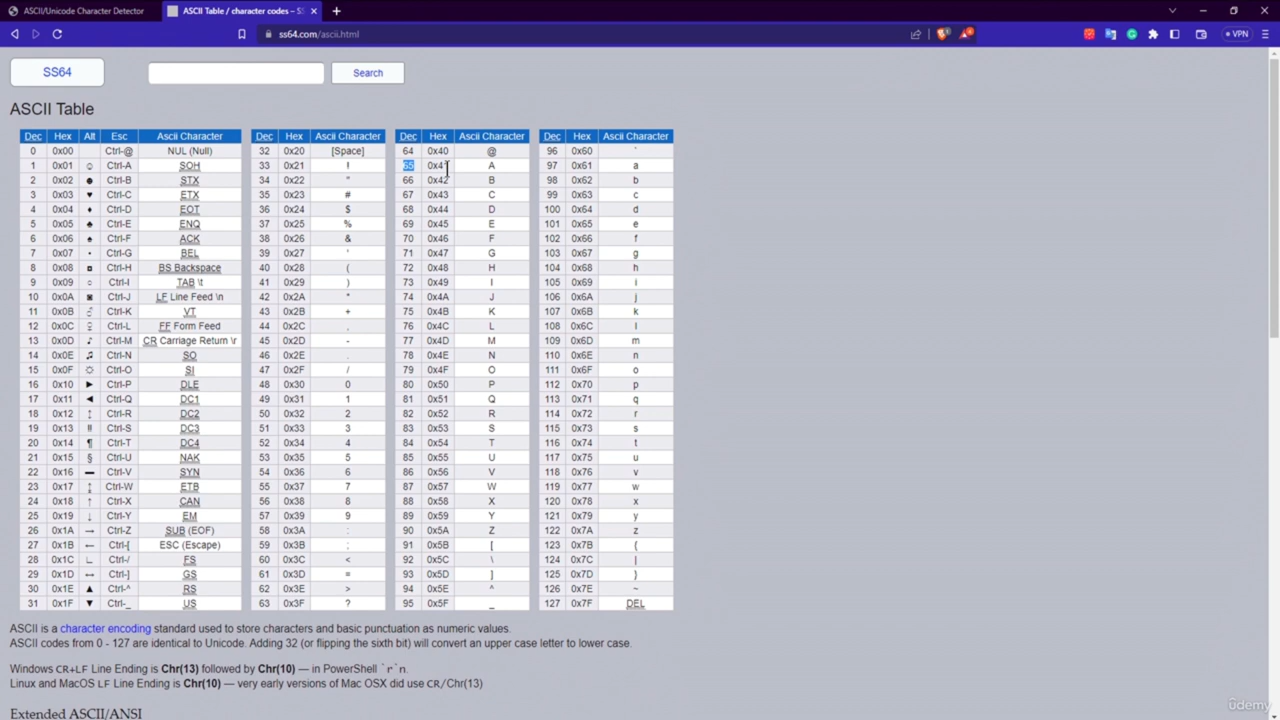 ASCII/Unicode Character Detector
ASCII Table / character codes – SS
ss64.com/ascii.html
VPN
SS64
Search
ASCII Table
Dec Hex Alt Esc Ascii Character Dec Hex Ascii Character Dec Hex Ascii Character Dec Hex Ascii Character
0 0x00 Ctrl-@ NUL (Null) 32 0x20 [Space] 64 0x40 @ 96 0x60 `
1 0x01 ☺ Ctrl-A SOH 33 0x21 ! 65 0x41 A 97 0x61 a
2 0x02 ☻ Ctrl-B STX 34 0x22 " 66 0x42 B 98 0x62 b
3 0x03 ♥ Ctrl-C ETX 35 0x23 # 67 0x43 C 99 0x63 c
4 0x04 ♦ Ctrl-D EOT 36 0x24 $ 68 0x44 D 100 0x64 d
5 0x05 ♣ Ctrl-E ENQ 37 0x25 % 69 0x45 E 101 0x65 e
6 0x06 ♠ Ctrl-F ACK 38 0x26 & 70 0x46 F 102 0x66 f
7 0x07 • Ctrl-G BEL 39 0x27 ' 71 0x47 G 103 0x67 g
8 0x08 ◘ Ctrl-H BS Backspace 40 0x28 ( 72 0x48 H 104 0x68 h
9 0x09 ○ Ctrl-I TAB \t 41 0x29 ) 73 0x49 I 105 0x69 i
10 0x0A ◙ Ctrl-J LF Line Feed \n 42 0x2A * 74 0x4A J 106 0x6A j
11 0x0B ♂ Ctrl-K VT 43 0x2B + 75 0x4B K 107 0x6B k
12 0x0C ♀ Ctrl-L FF Form Feed 44 0x2C , 76 0x4C L 108 0x6C l
13 0x0D ♪ Ctrl-M CR Carriage Return \r 45 0x2D - 77 0x4D M 109 0x6D m
14 0x0E ♫ Ctrl-N SO 46 0x2E . 78 0x4E N 110 0x6E n
15 0x0F ☼ Ctrl-O SI 47 0x2F / 79 0x4F O 111 0x6F o
16 0x10 ► Ctrl-P DLE 48 0x30 0 80 0x50 P 112 0x70 p
17 0x11 ◄ Ctrl-Q DC1 49 0x31 1 81 0x51 Q 113 0x71 q
18 0x12 ↕ Ctrl-R DC2 50 0x32 2 82 0x52 R 114 0x72 r
19 0x13 ‼ Ctrl-S DC3 51 0x33 3 83 0x53 S 115 0x73 s
20 0x14 ¶ Ctrl-T DC4 52 0x34 4 84 0x54 T 116 0x74 t
21 0x15 § Ctrl-U NAK 53 0x35 5 85 0x55 U 117 0x75 u
22 0x16 ▬ Ctrl-V SYN 54 0x36 6 86 0x56 V 118 0x76 v
23 0x17 ↨ Ctrl-W ETB 55 0x37 7 87 0x57 W 119 0x77 w
24 0x18 ↑ Ctrl-X CAN 56 0x38 8 88 0x58 X 120 0x78 x
25 0x19 ↓ Ctrl-Y EM 57 0x39 9 89 0x59 Y 121 0x79 y
26 0x1A → Ctrl-Z SUB (EOF) 58 0x3A : 90 0x5A Z 122 0x7A z
27 0x1B ← Ctrl-[ ESC (Escape) 59 0x3B ; 91 0x5B [ 123 0x7B {
28 0x1C ∟ Ctrl-/ FS 60 0x3C < 92 0x5C \ 124 0x7C |
29 0x1D ↔ Ctrl-] GS 61 0x3D = 93 0x5D ] 125 0x7D }
30 0x1E ▲ Ctrl-^ RS 62 0x3E > 94 0x5E ^ 126 0x7E ~
31 0x1F ▼ Ctrl-_ US 63 0x3F ? 95 0x5F _ 127 0x7F DEL
ASCII is a character encoding standard used to store characters and basic punctuation as numeric values.
ASCII codes from 0 - 127 are identical to Unicode. Adding 32 (or flipping the sixth bit) will convert an upper case letter to lower case.
Windows CR+LF Line Ending is Chr(13) followed by Chr(10) — in PowerShell `r`n.
Linux and MacOS LF Line Ending is Chr(10) — very early versions of Mac OSX did use CR/Chr(13)
Extended ASCII/ANSI
ûdemy